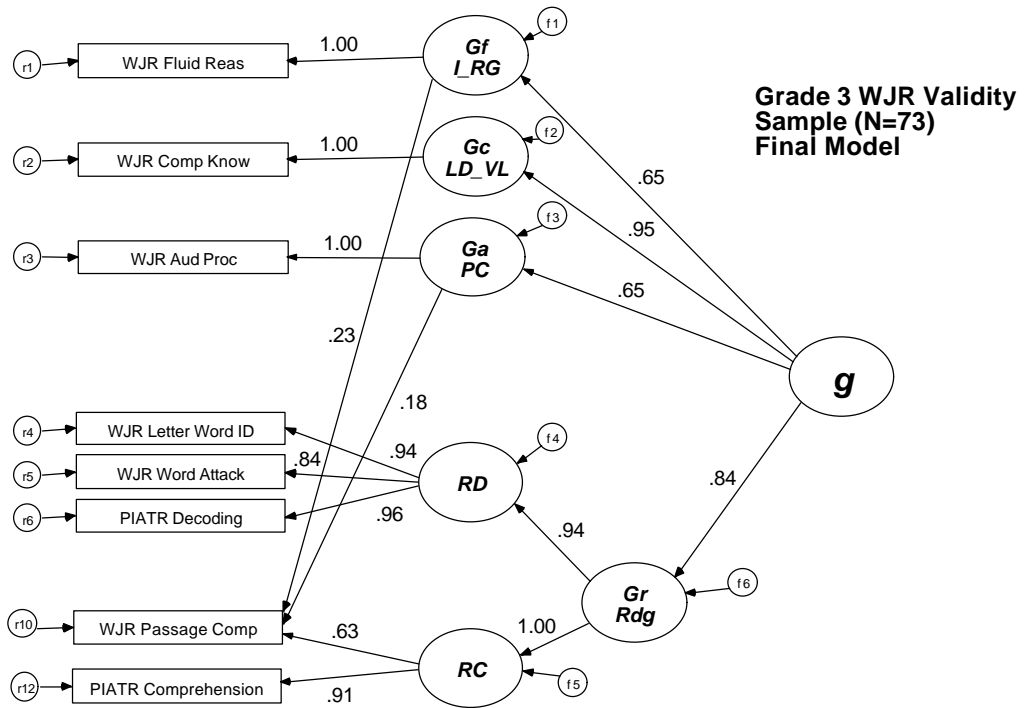 f1
Gf
I_RG
1.00
r1
WJR Fluid Reas
Grade 3 WJR Validity
Sample (N=73)
Final Model
f2
Gc
LD_VL
1.00
r2
WJR Comp Know
.65
.95
f3
Ga
PC
1.00
r3
WJR Aud Proc
.65
.23
g
.18
r4
WJR Letter Word ID
f4
.94
.84
r5
WJR Word Attack
RD
.84
r6
PIATR Decoding
.96
.94
f6
Gr
Rdg
r10
WJR Passage Comp
.63
1.00
RC
r12
PIATR Comprehension
.91
f5